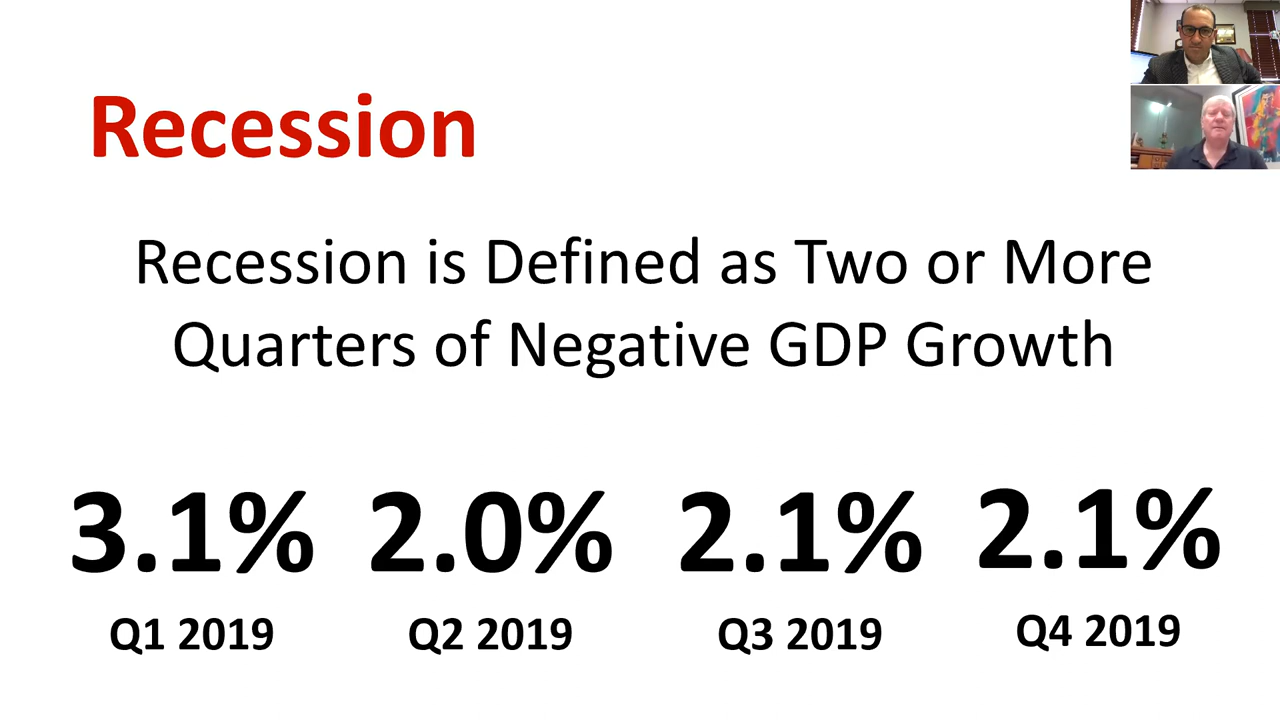 Recession
Recession is Defined as Two or More
Quarters of Negative GDP Growth
3.1% 2.0% 2.1% 2.1%
Q1 2019 Q2 2019 Q3 2019 Q4 2019